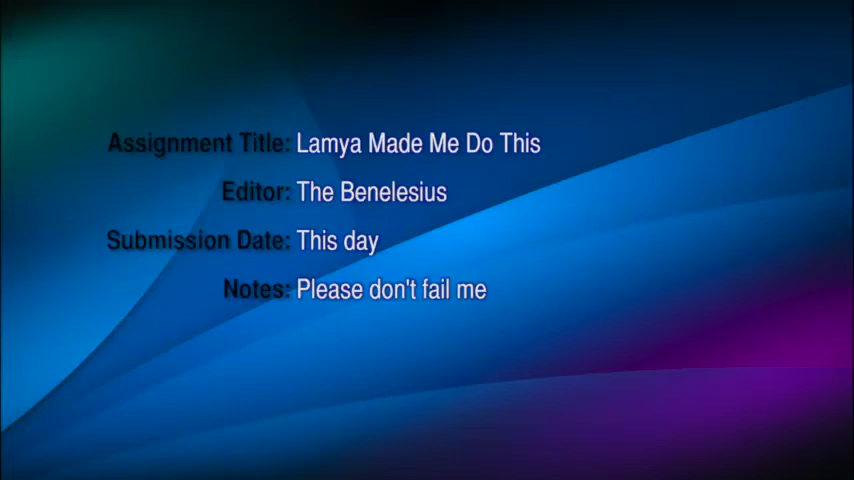 Assignment Title: Lamya Made Me Do This
Editor: The Benelesius
Submission Date: This day
Notes: Please don't fail me